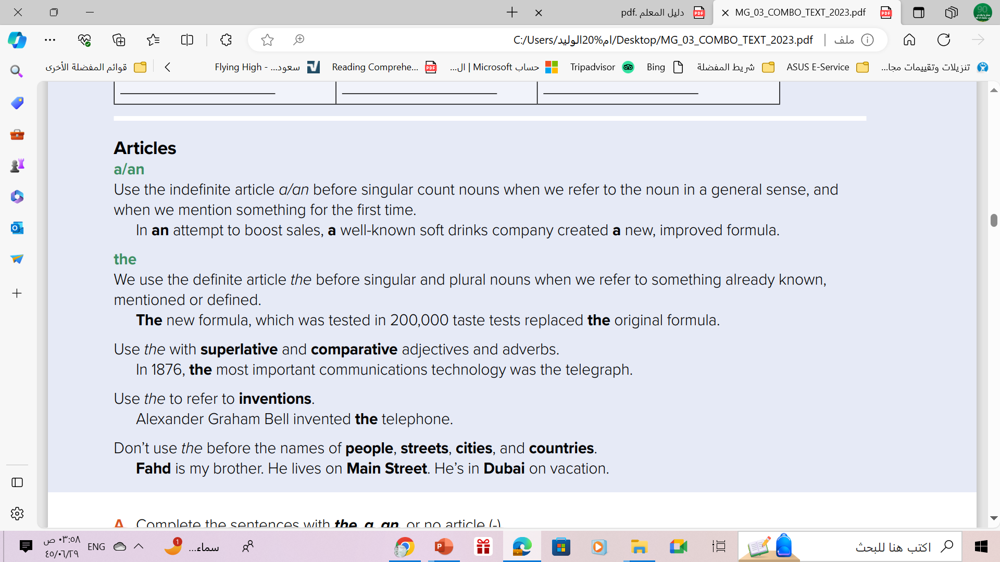 دليل المعلم .pdf
MG_03_COMBO_TEXT_2023.pdf
C:/Users/ام%20الوليد/Desktop/MG_03_COMBO_TEXT_2023.pdf
ملف
قوائم المفضلة الأخرى
Flying High - ...سعود
Reading Comprehe...
حساب Microsoft | ال...
Tripadvisor
Bing
شريط المفضلة
ASUS E-Service
تنزيلات وتقييمات مجا...
Articles
a/an
Use the indefinite article a/an before singular count nouns when we refer to the noun in a general sense, and
when we mention something for the first time.
In an attempt to boost sales, a well-known soft drinks company created a new, improved formula.
the
We use the definite article the before singular and plural nouns when we refer to something already known,
mentioned or defined.
The new formula, which was tested in 200,000 taste tests replaced the original formula.
Use the with superlative and comparative adjectives and adverbs.
In 1876, the most important communications technology was the telegraph.
Use the to refer to inventions.
Alexander Graham Bell invented the telephone.
Don't use the before the names of people, streets, cities, and countries.
Fahd is my brother. He lives on Main Street. He's in Dubai on vacation.
A Complete the sentences with the, a, an, or no article (-)
٠٣:٥٨ ص
٤٥/٠٦/٢٩
ENG
1
سماء...
اكتب هنا للبحث